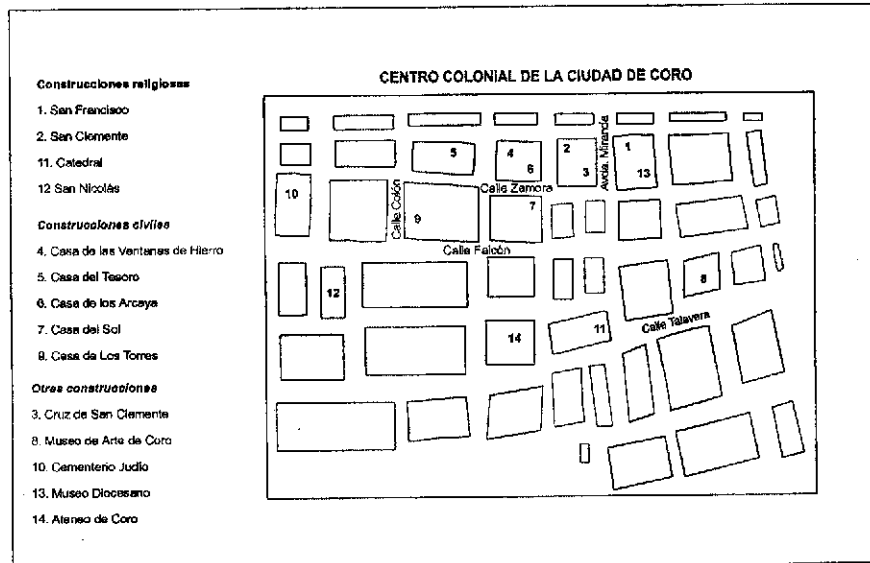 Construcciones religiosas
1. San Francisco
2. San Clemente
11. Catedral
12 San Nicolás
Construcciones civiles
4. Casa de las Ventanas de Hierro
5. Casa del Tesoro
6. Casa de los Arcaya
7. Casa del Sol
9. Casa de Los Torres
Otras construcciones
3. Cruz de San Clemente
8. Museo de Arte de Coro
10. Cementerio Judío
13. Museo Diocesano
14. Ateneo de Coro
CENTRO COLONIAL DE LA CIUDAD DE CORO
5
4
6
2
3
Avda. Miranda
1
13
10
Calle Colón
9
Calle Zamora
7
Calle Falcón
12
8
14
11
Calle Talavera